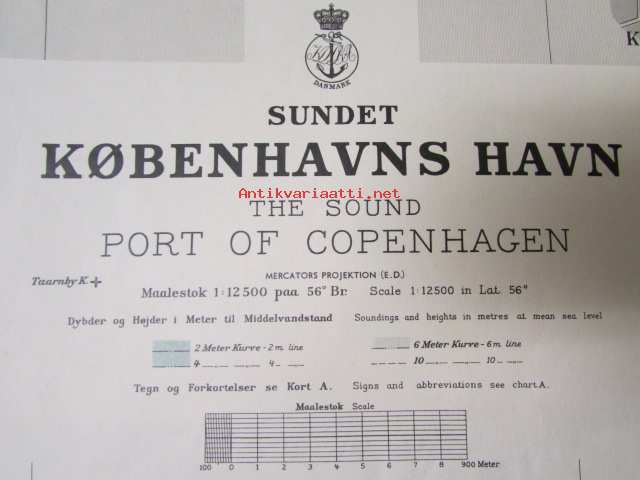 DANMARK
SUNDET
KØBENHAVNS HAVN
Antikvariaatti.net
THE SOUND
PORT OF COPENHAGEN
MERCATORS PROJEKTION (E.D.)
Taarnby K.
Maalestok 1:12500 paa 56° Br. Scale 1:12500 in Lat. 56°
Dybder og Højder i Meter til Middelvandstand Soundings and heights in metres at mean sea level
2 Meter Kurve - 2 m. line 6 Meter Kurve - 6 m. line
4 4 10 10
Tegn og Forkortelser se Kort A. Signs and abbreviations see chart A.
Maalestok Scale
100 0 1 2 3 4 5 6 7 8 900 Meter